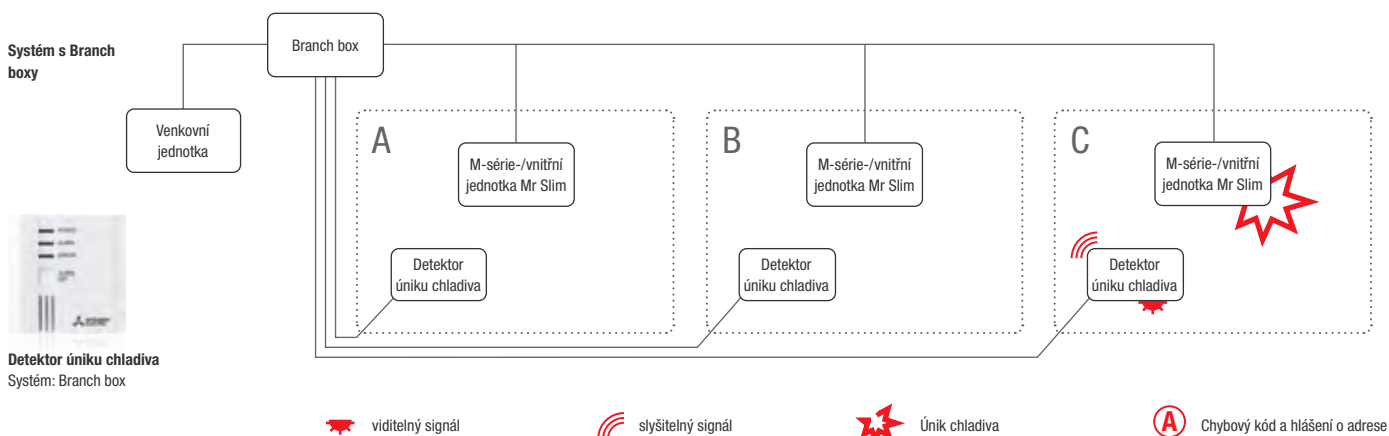 Systém s Branch
boxy
Branch box
Venkovní
jednotka
A
M-série-/vnitřní
jednotka Mr Slim
Detektor
úniku chladiva
B
M-série-/vnitřní
jednotka Mr Slim
Detektor
úniku chladiva
C
M-série-/vnitřní
jednotka Mr Slim
Detektor
úniku chladiva
Detektor úniku chladiva
Systém: Branch box
viditelný signál
slyšitelný signál
Únik chladiva
A
Chybový kód a hlášení o adrese